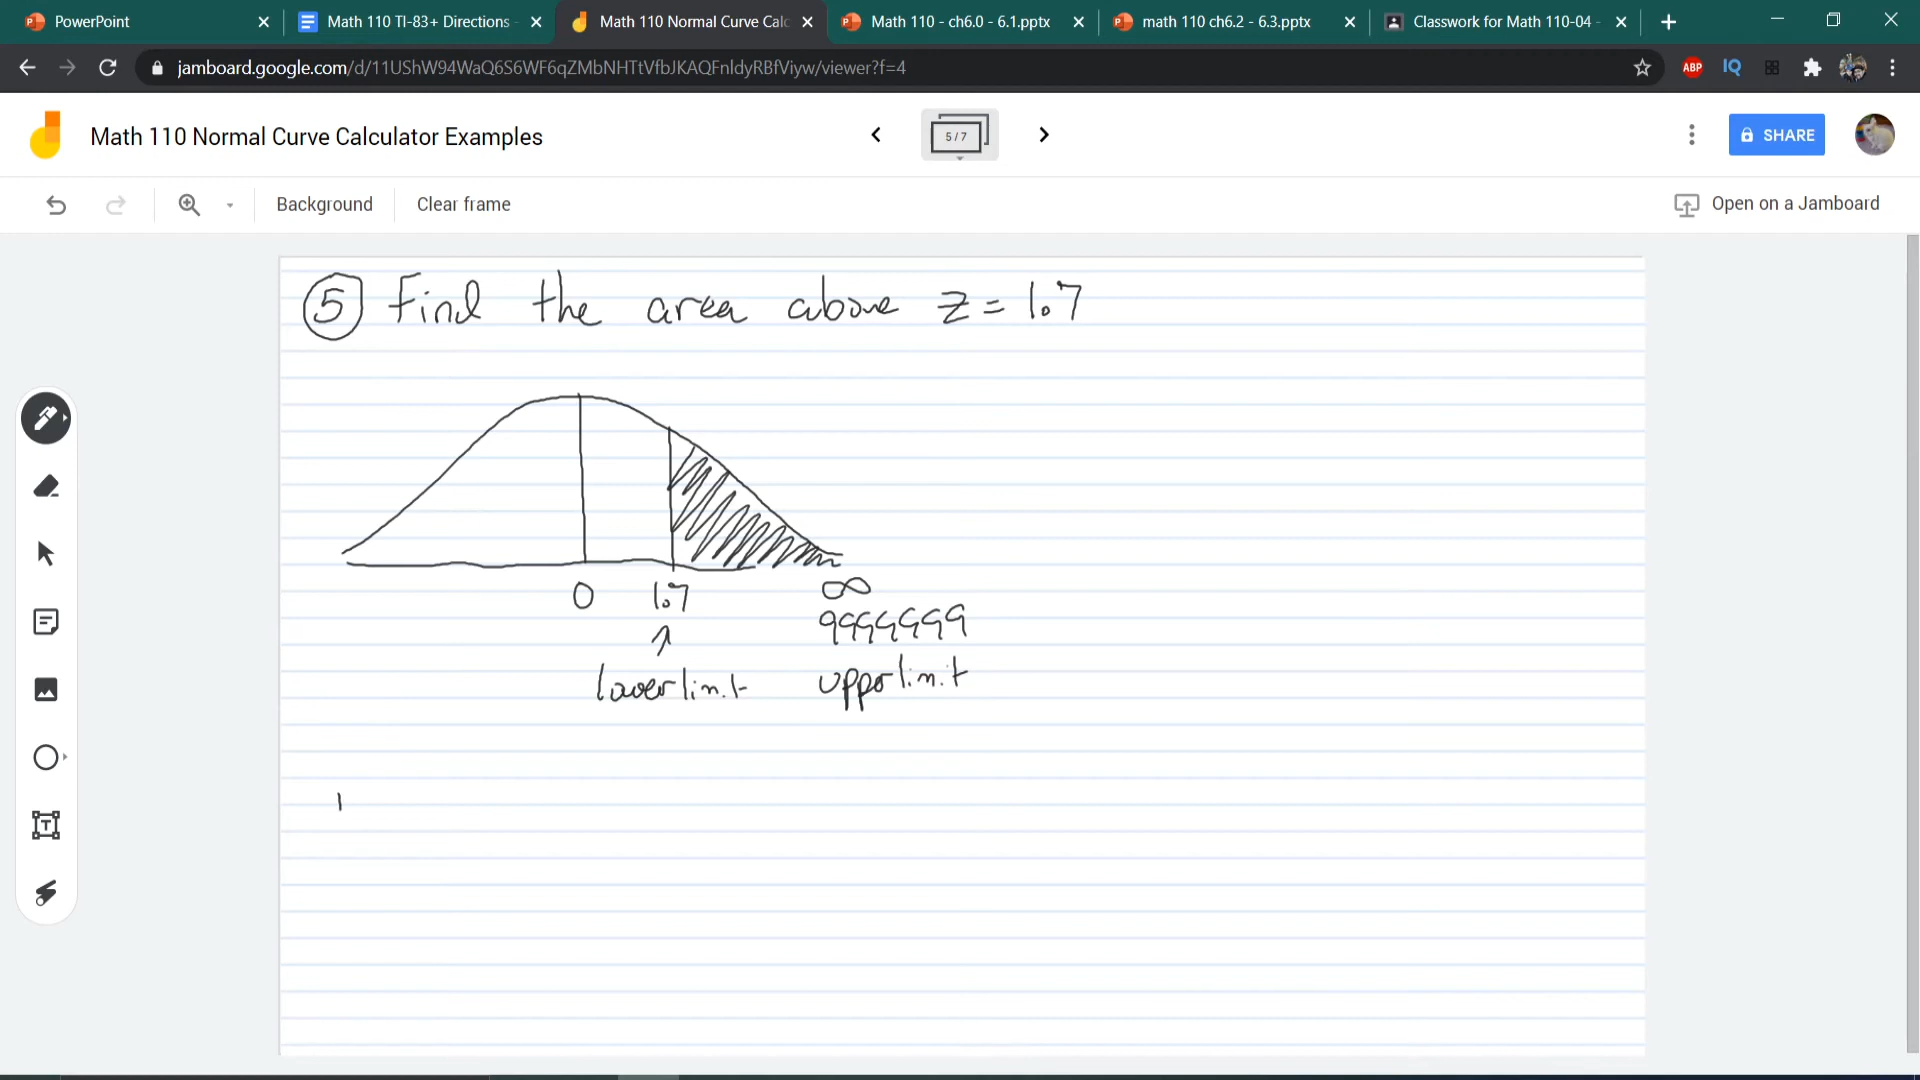 PowerPoint
Math 110 TI-83+ Directions -
Math 110 Normal Curve Calc
Math 110 - ch6.0 - 6.1.pptx
math 110 ch6.2 - 6.3.pptx
Classwork for Math 110-04 -
jamboard.google.com/d/11UShW94WaQ6S6WF6qZMbNHTtVfbJKAQFnldyRBfViyw/viewer?f=4
ABP
IQ
Math 110 Normal Curve Calculator Examples
5 / 7
SHARE
Background
Clear frame
Open on a Jamboard
5 Find the area above z = 1.7
0 1.7 ∞
9999999
lower limit upper limit